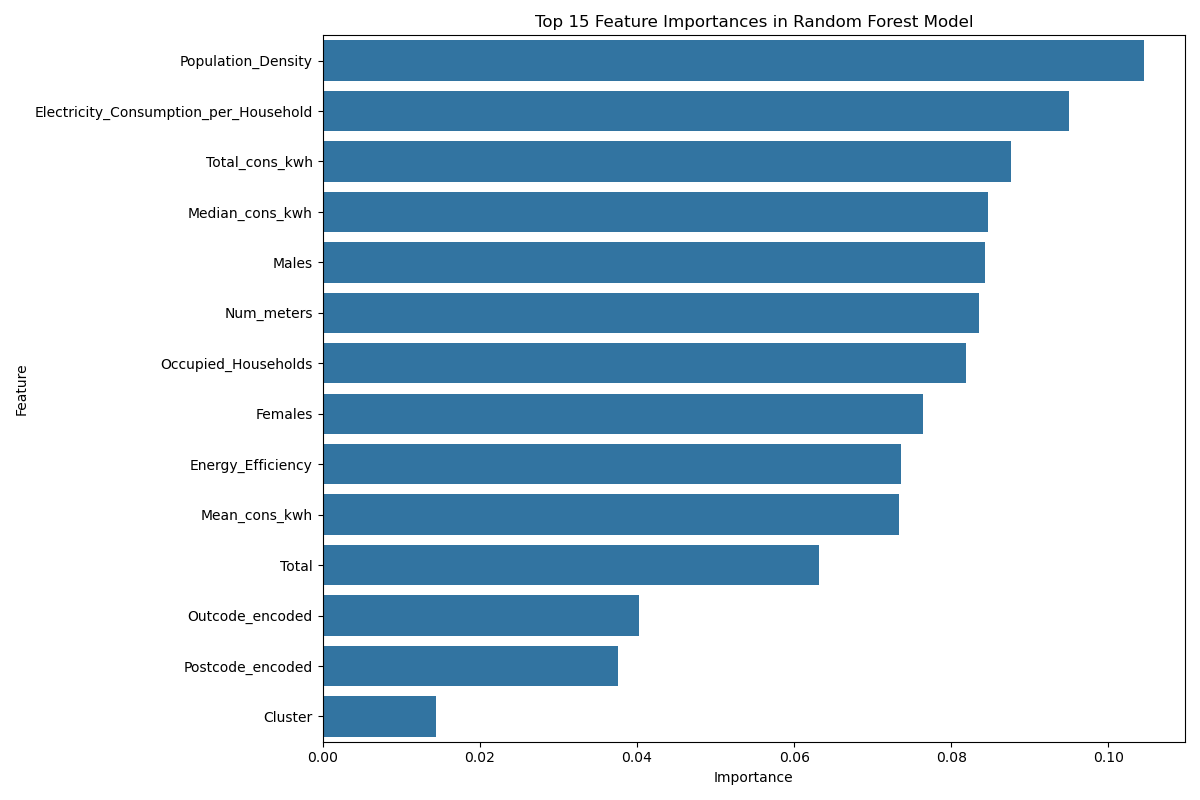 Top 15 Feature Importances in Random Forest Model
Population_Density
Electricity_Consumption_per_Household
Total_cons_kwh
Median_cons_kwh
Males
Num_meters
Occupied_Households
Females
Energy_Efficiency
Mean_cons_kwh
Total
Outcode_encoded
Postcode_encoded
Cluster
Feature
0.00 0.02 0.04 0.06 0.08 0.10
Importance